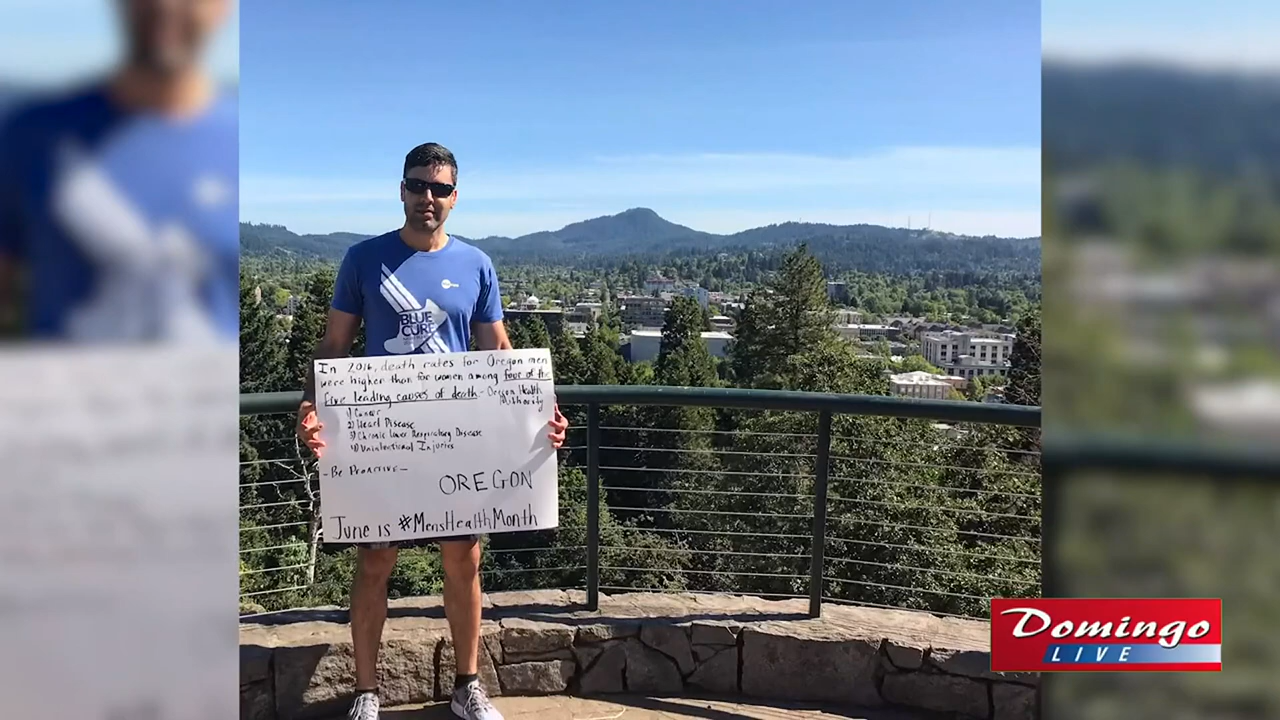 BLUE
CURE
In 2016, death rates for Oregon men
were higher than for women among four of the
five leading causes of death - Oregon Health
Authority
1) Cancer
2) Heart Disease
3) Chronic Lower Respiratory Disease
4) Unintentional Injuries
- Be Proactive -
OREGON
June is #MensHealthMonth
Domingo
LIVE